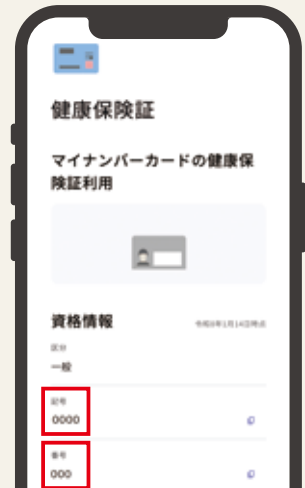 健康保険証
マイナンバーカードの健康保
険証利用
資格情報
区分
一般
記号
0000
番号
000